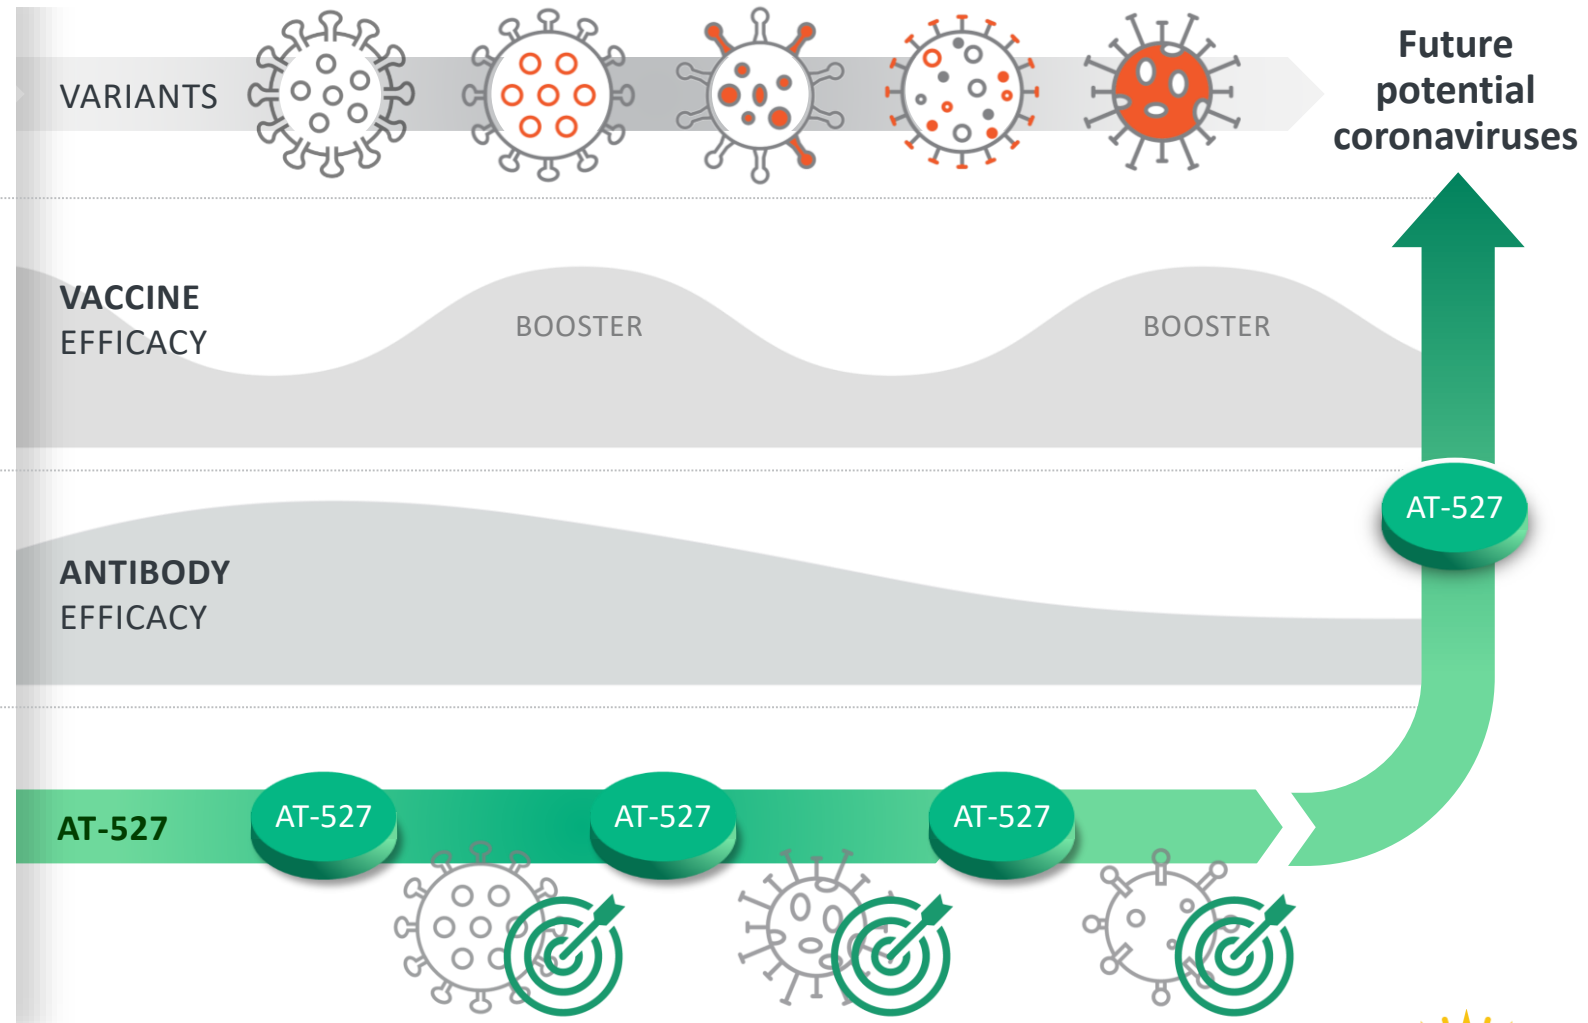 VARIANTS
Future
potential
coronaviruses
VACCINE
EFFICACY
BOOSTER
BOOSTER
ANTIBODY
EFFICACY
AT-527
AT-527
AT-527
AT-527
AT-527